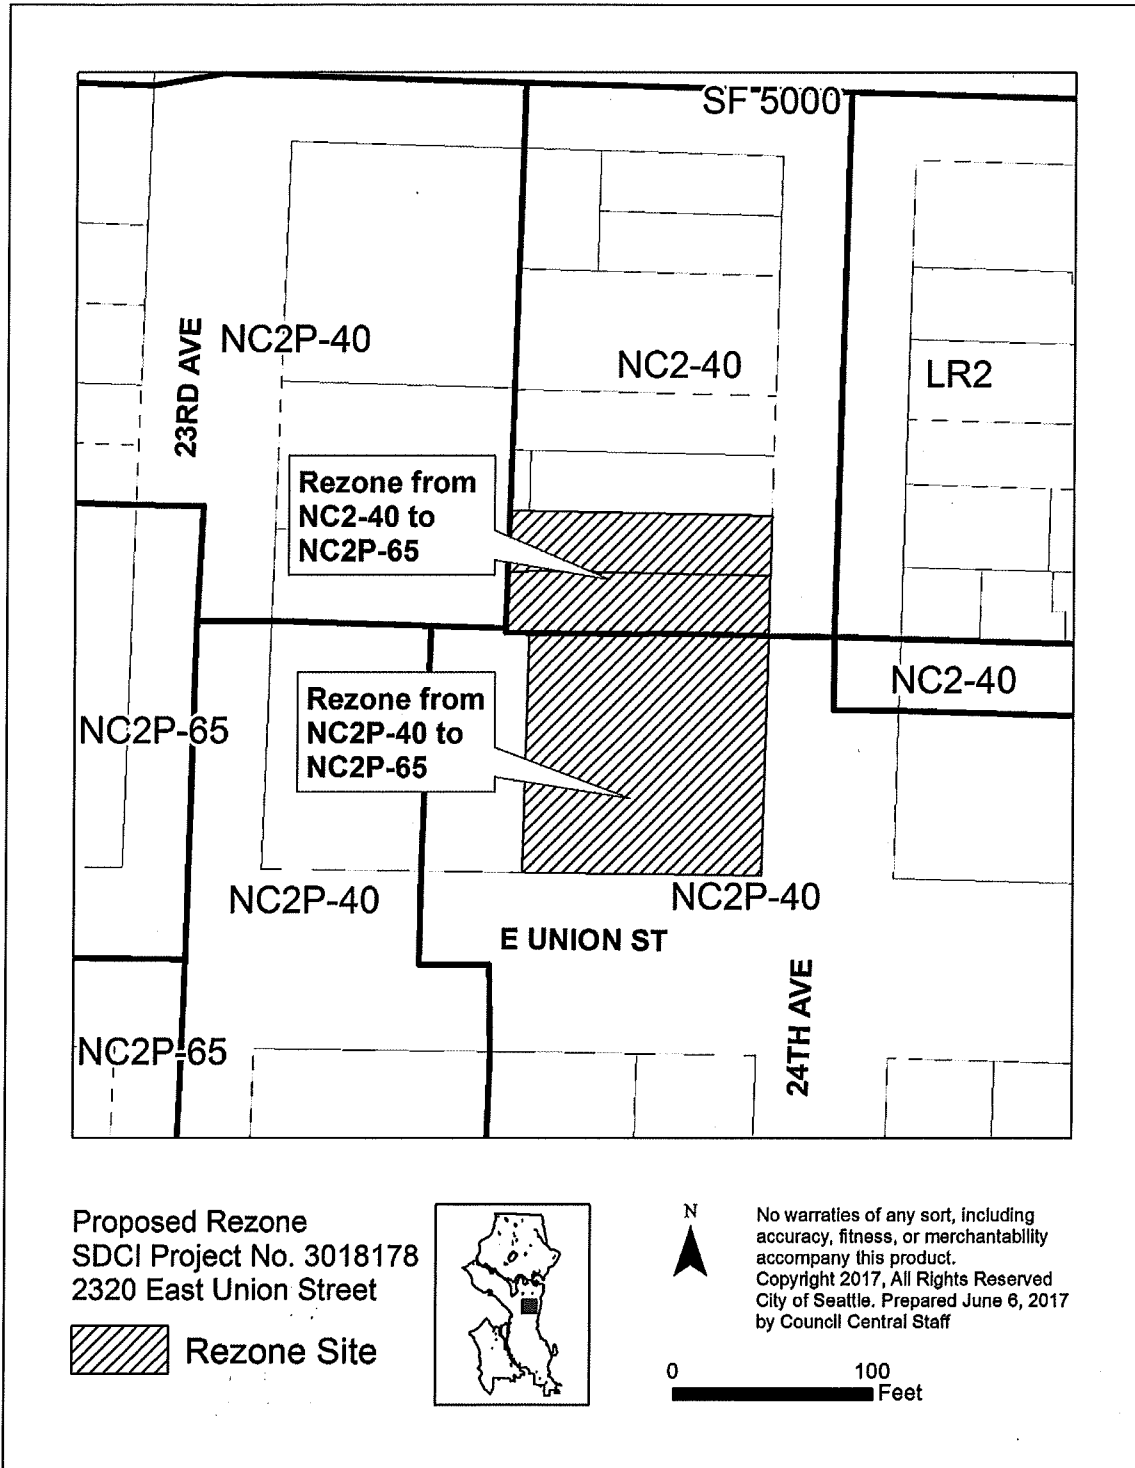 SF 5000
NC2P-40
NC2-40
LR2
23RD AVE
Rezone from
NC2-40 to
NC2P-65
NC2-40
Rezone from
NC2P-40 to
NC2P-65
NC2P-65
NC2P-40
NC2P-40
E UNION ST
24TH AVE
NC2P-65
Proposed Rezone
SDCI Project No. 3018178
2320 East Union Street
Rezone Site
N
No warraties of any sort, including
accuracy, fitness, or merchantability
accompany this product.
Copyright 2017, All Rights Reserved
City of Seattle. Prepared June 6, 2017
by Council Central Staff
0 100
Feet